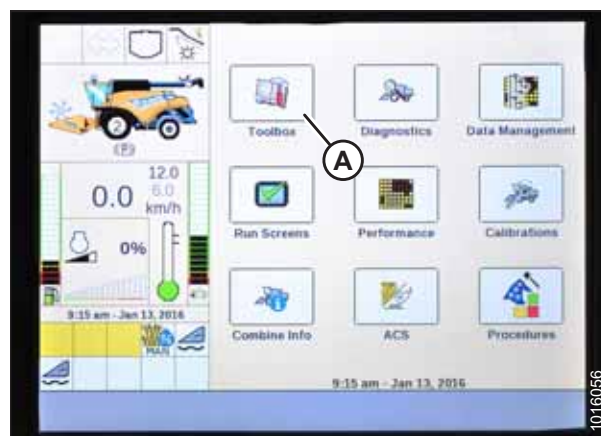 Toolbox
Diagnostics
Data Management
A
12.0
0.0
6.0
km/h
Run Screens
Performance
Calibrations
0%
9:15 am - Jan 13, 2016
Combine Info
ACS
Procedures
MAN
9:15 am - Jan 13, 2016
1016056